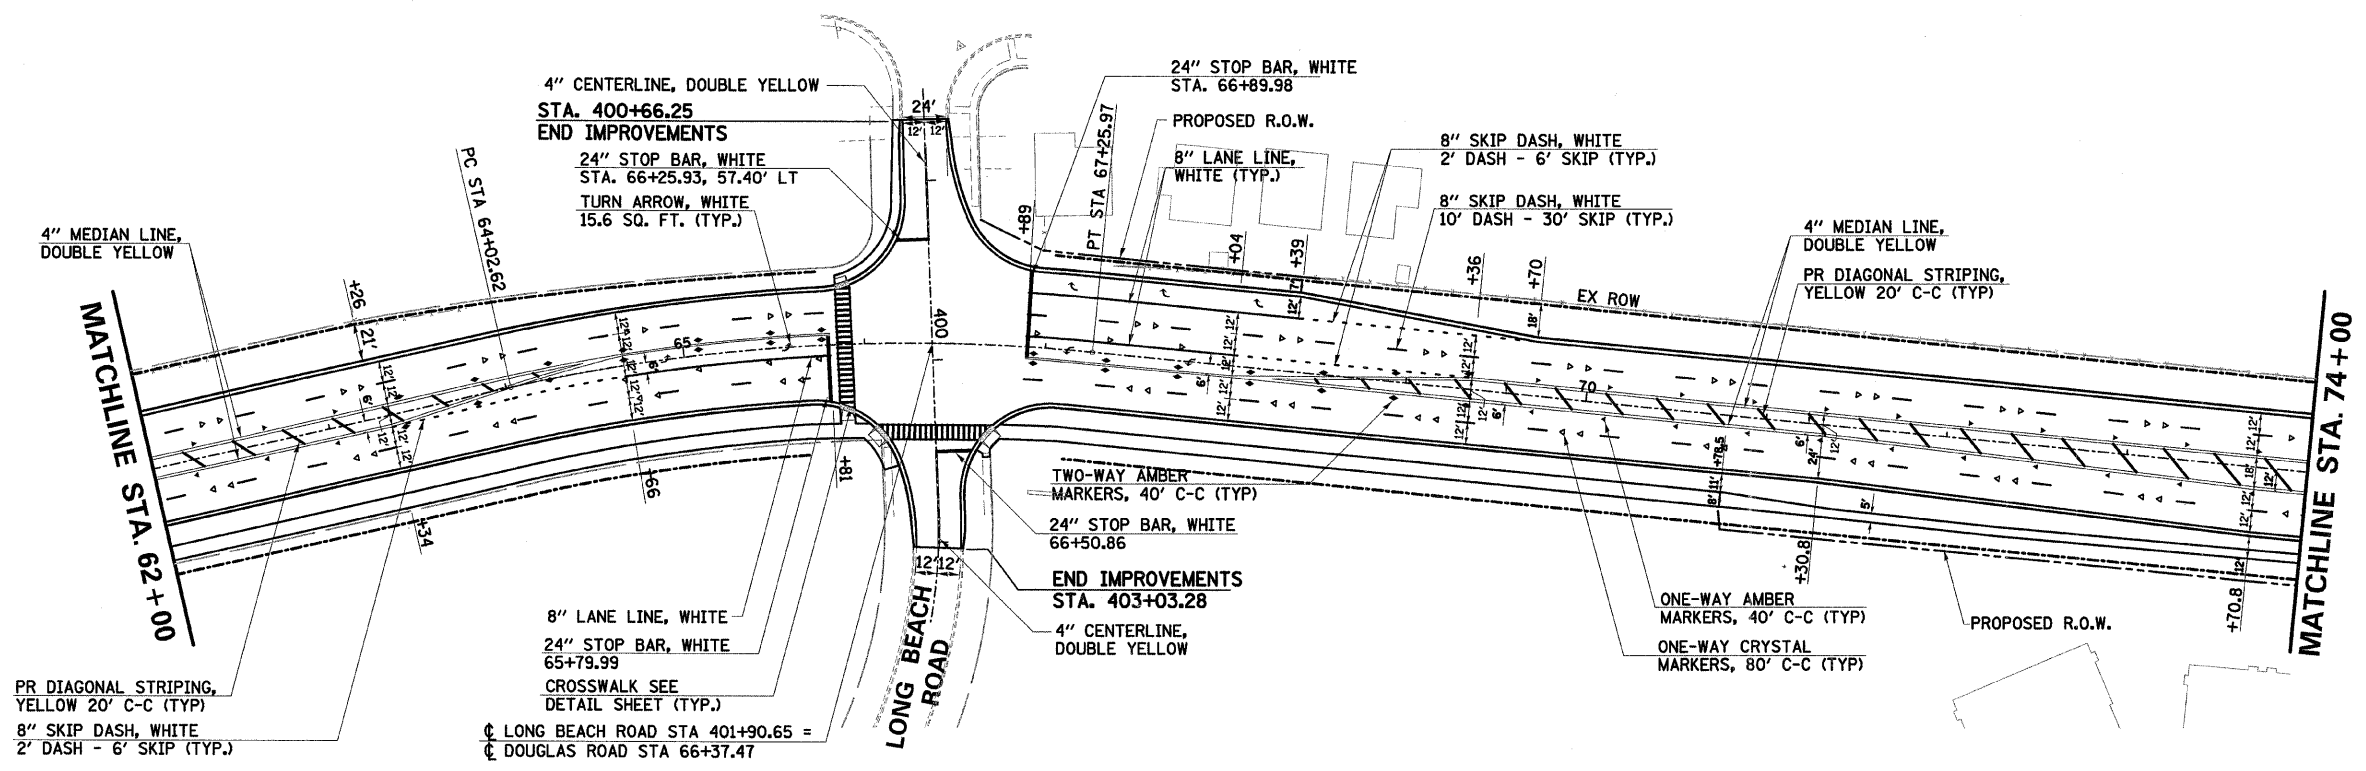 24" STOP BAR, WHITE
STA. 66+89.98
4" CENTERLINE, DOUBLE YELLOW
STA. 400+66.25
END IMPROVEMENTS
24'
12' 12'
24" STOP BAR, WHITE
STA. 66+25.93, 57.40' LT
TURN ARROW, WHITE
15.6 SQ. FT. (TYP.)
PROPOSED R.O.W.
8" LANE LINE,
WHITE (TYP.)
8" SKIP DASH, WHITE
2' DASH - 6' SKIP (TYP.)
8" SKIP DASH, WHITE
10' DASH - 30' SKIP (TYP.)
4" MEDIAN LINE,
DOUBLE YELLOW
PR DIAGONAL STRIPING,
YELLOW 20' C-C (TYP)
4" MEDIAN LINE,
DOUBLE YELLOW
PC STA 64+02.62
PT STA 67+25.97
+89
+04
+39
+36
+70
EX ROW
+26
21'
MATCHLINE STA. 62+00
MATCHLINE STA. 74+00
65
400
70
18'
+34
+66
+81
+78.5
8' 11'
24'
5'
+30.8
+70.8
TWO-WAY AMBER
MARKERS, 40' C-C (TYP)
24" STOP BAR, WHITE
66+50.86
END IMPROVEMENTS
STA. 403+03.28
12' 12'
4" CENTERLINE,
DOUBLE YELLOW
LONG BEACH
ROAD
8" LANE LINE, WHITE
24" STOP BAR, WHITE
65+79.99
CROSSWALK SEE
DETAIL SHEET (TYP.)
℄ LONG BEACH ROAD STA 401+90.65 =
℄ DOUGLAS ROAD STA 66+37.47
PR DIAGONAL STRIPING,
YELLOW 20' C-C (TYP)
8" SKIP DASH, WHITE
2' DASH - 6' SKIP (TYP.)
ONE-WAY AMBER
MARKERS, 40' C-C (TYP)
ONE-WAY CRYSTAL
MARKERS, 80' C-C (TYP)
PROPOSED R.O.W.